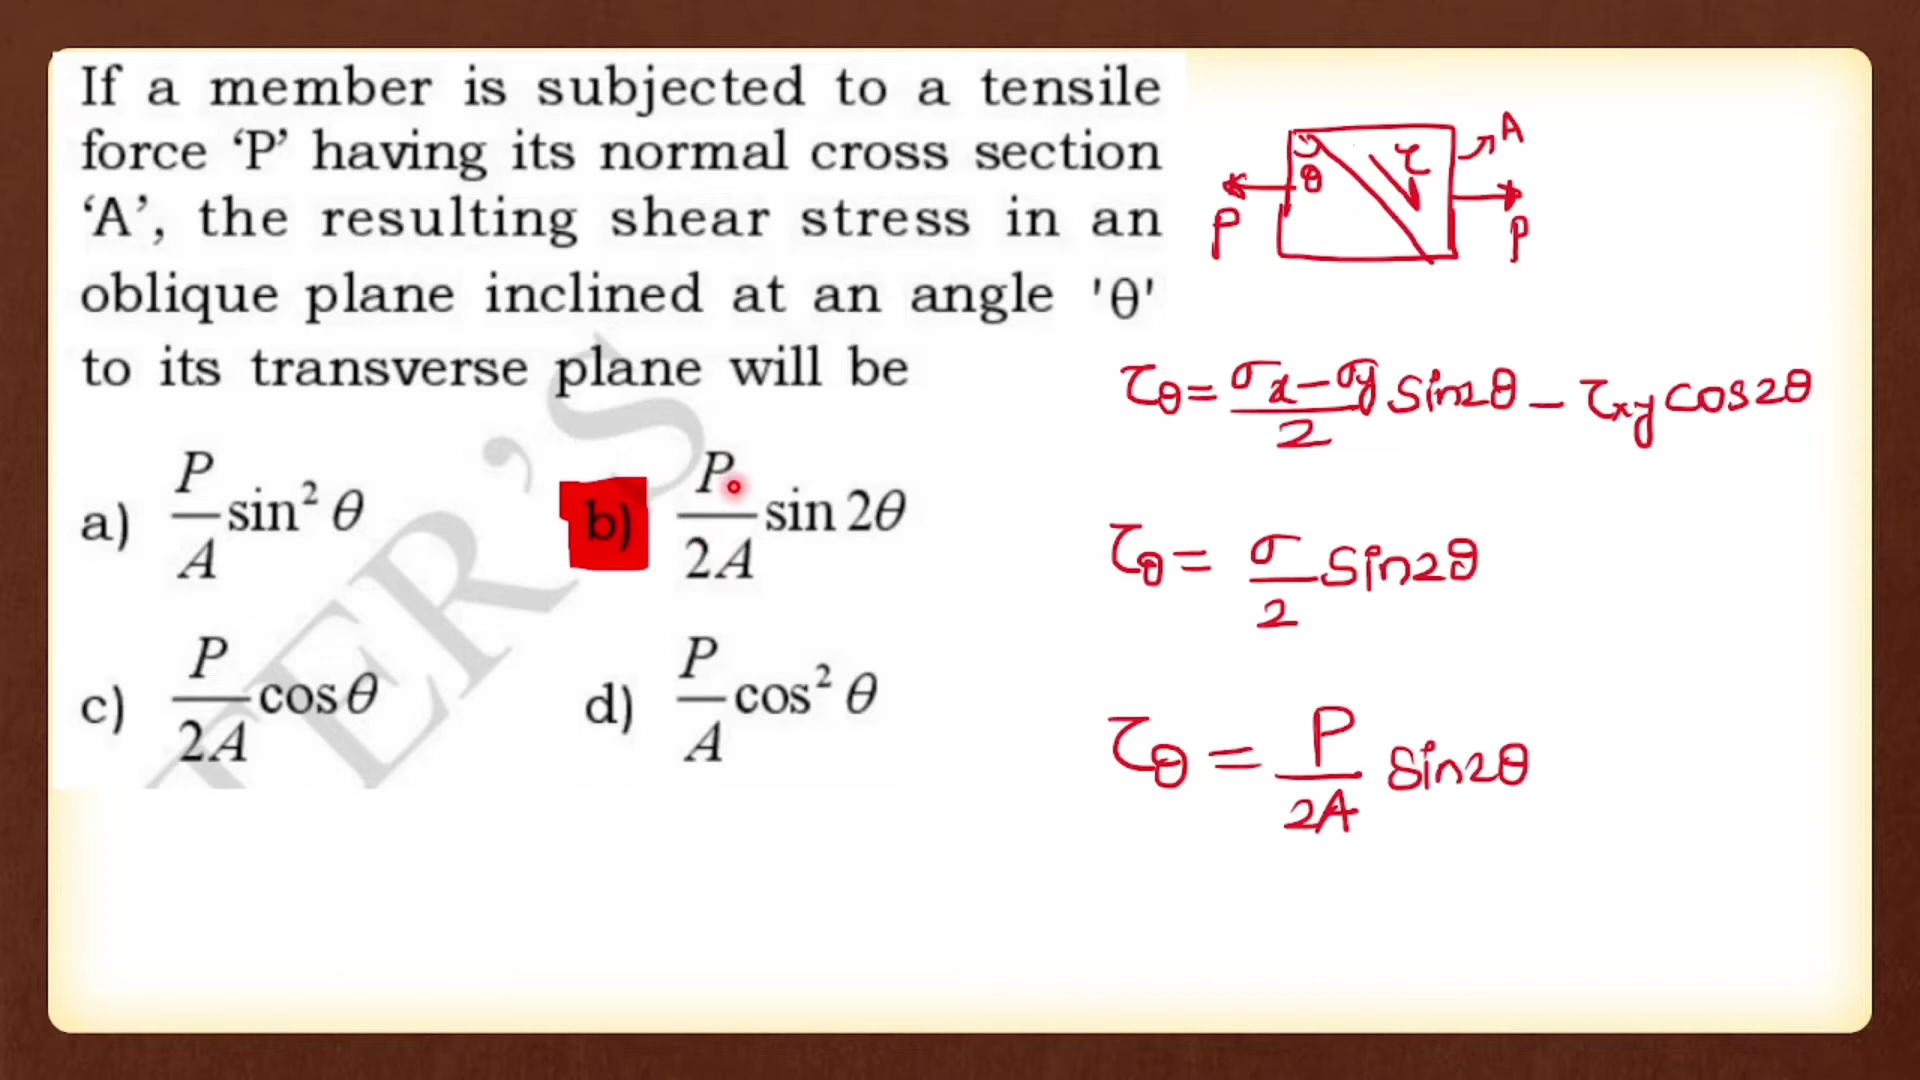 If a member is subjected to a tensile
force ‘P’ having its normal cross section
‘A’, the resulting shear stress in an
oblique plane inclined at an angle 'θ'
to its transverse plane will be
a) P/A sin² θ
b) P/2A sin 2θ
c) P/2A cos θ
d) P/A cos² θ
TER’S
A
τ
θ
P
P
τθ = σx – σy / 2 sin2θ – τxy cos2θ
τθ = σ/2 sin2θ
τθ = P/2A sin2θ